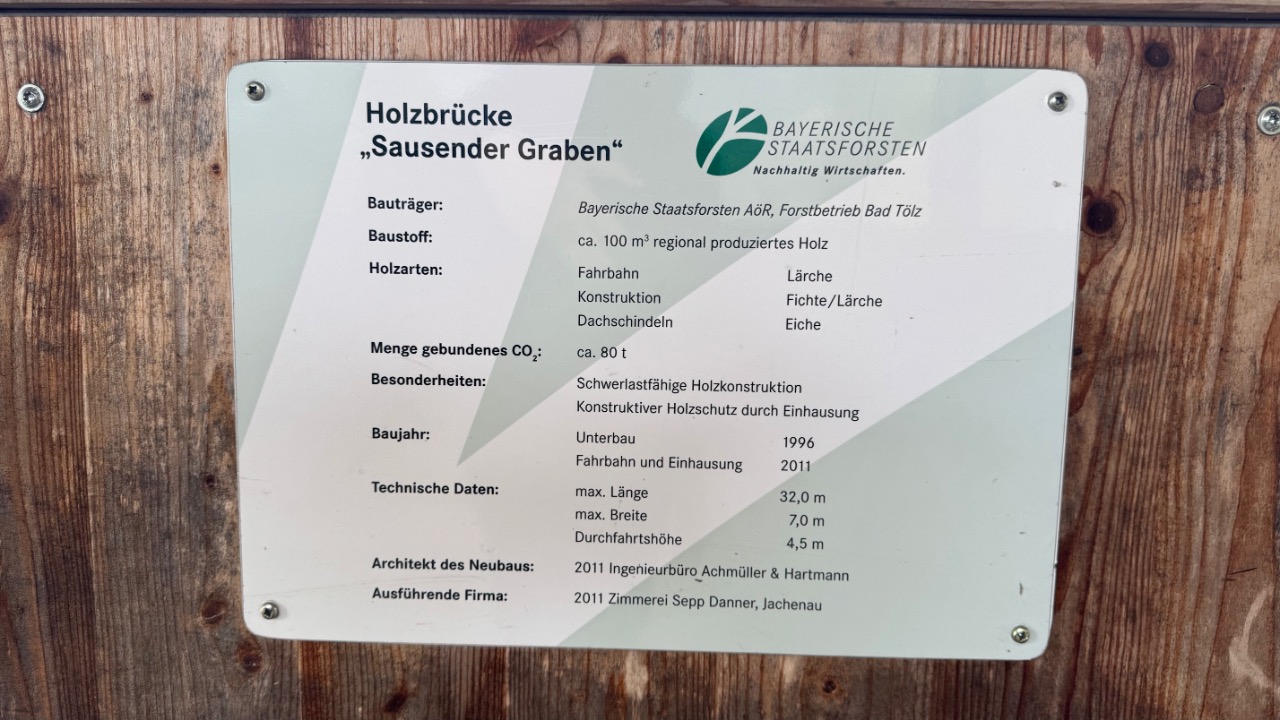 Holzbrücke
„Sausender Graben“
BAYERISCHE
STAATSFORSTEN
Nachhaltig Wirtschaften.
Bauträger: Bayerische Staatsforsten AöR, Forstbetrieb Bad Tölz
Baustoff: ca. 100 m³ regional produziertes Holz
Holzarten: Fahrbahn Lärche
Konstruktion Fichte/Lärche
Dachschindeln Eiche
Menge gebundenes CO₂: ca. 80 t
Besonderheiten: Schwerlastfähige Holzkonstruktion
Konstruktiver Holzschutz durch Einhausung
Baujahr: Unterbau 1996
Fahrbahn und Einhausung 2011
Technische Daten: max. Länge 32,0 m
max. Breite 7,0 m
Durchfahrtshöhe 4,5 m
Architekt des Neubaus: 2011 Ingenieurbüro Achmüller & Hartmann
Ausführende Firma: 2011 Zimmerei Sepp Danner, Jachenau